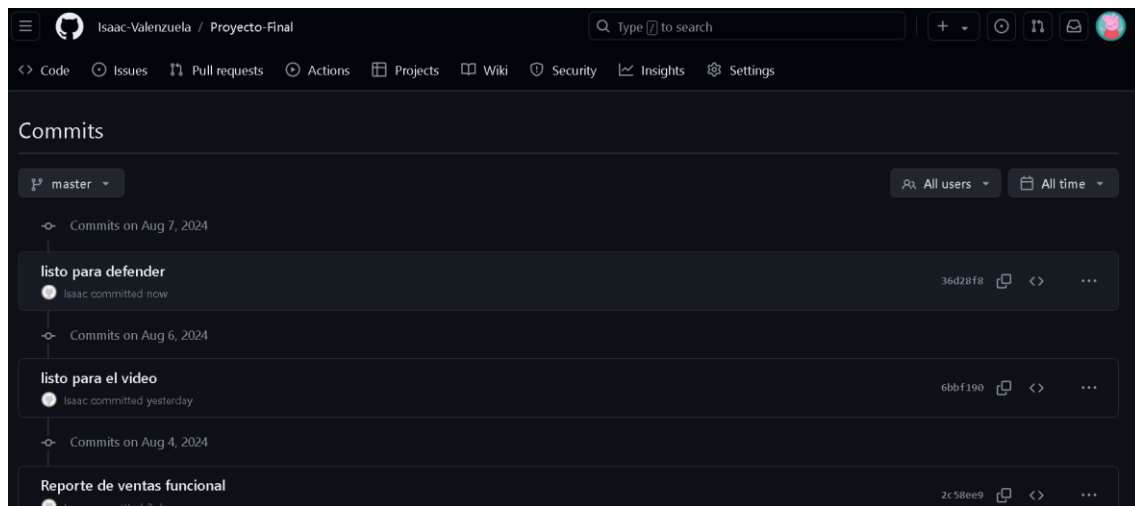 Isaac-Valenzuela / Proyecto-Final
Type / to search
Code Issues Pull requests Actions Projects Wiki Security Insights Settings
Commits
master All users All time
Commits on Aug 7, 2024
listo para defender
Isaac committed now
36d28f8
Commits on Aug 6, 2024
listo para el video
Isaac committed yesterday
6bbf190
Commits on Aug 4, 2024
Reporte de ventas funcional
2c58ee9